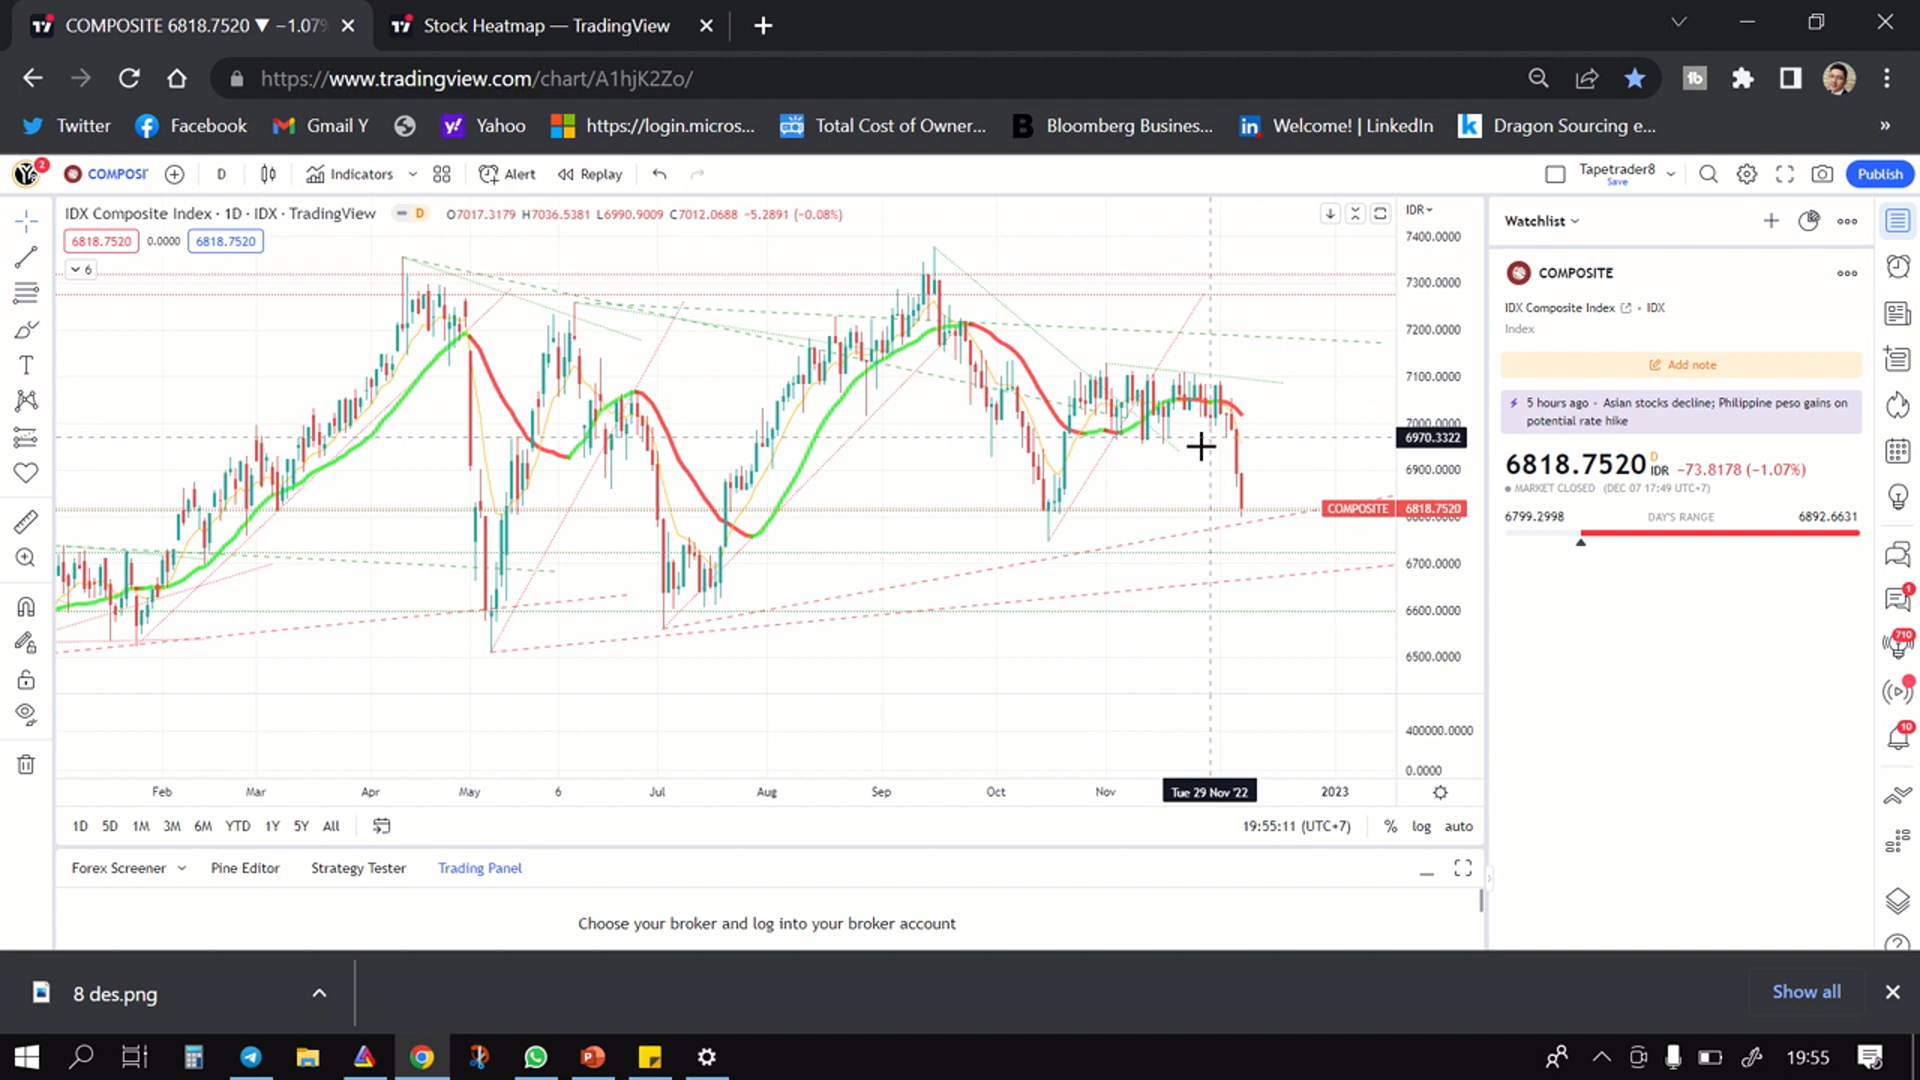 COMPOSITE 6818.7520 ▼ −1.07%
Stock Heatmap — TradingView
https://www.tradingview.com/chart/A1hjK2Zo/
Twitter
Facebook
Gmail Y
Yahoo
https://login.micros...
Total Cost of Owner...
Bloomberg Business...
Welcome! | LinkedIn
Dragon Sourcing e...
»
2
COMPOSI
D
Indicators
Alert
Replay
Tapetrader8
Save
Publish
IDX Composite Index · 1D · IDX · TradingView
D
O7017.3179 H7036.5381 L6990.9009 C7012.0688 −5.2891 (−0.08%)
6818.7520
0.0000
6818.7520
6
IDR
7400.0000
7300.0000
7200.0000
7100.0000
7000.0000
6970.3322
6900.0000
COMPOSITE 6818.7520
6800.0000
6700.0000
6600.0000
6500.0000
400000.0000
0.0000
Feb
Mar
Apr
May
6
Jul
Aug
Sep
Oct
Nov
Tue 29 Nov '22
2023
1D 5D 1M 3M 6M YTD 1Y 5Y All
19:55:11 (UTC+7)
% log auto
Forex Screener
Pine Editor
Strategy Tester
Trading Panel
Choose your broker and log into your broker account
Watchlist
COMPOSITE
IDX Composite Index • IDX
Index
Add note
5 hours ago • Asian stocks decline; Philippine peso gains on
potential rate hike
6818.7520 D IDR −73.8178 (−1.07%)
MARKET CLOSED (DEC 07 17:49 UTC+7)
6799.2998
DAY'S RANGE
6892.6631
1
710
10
8 des.png
Show all
19:55